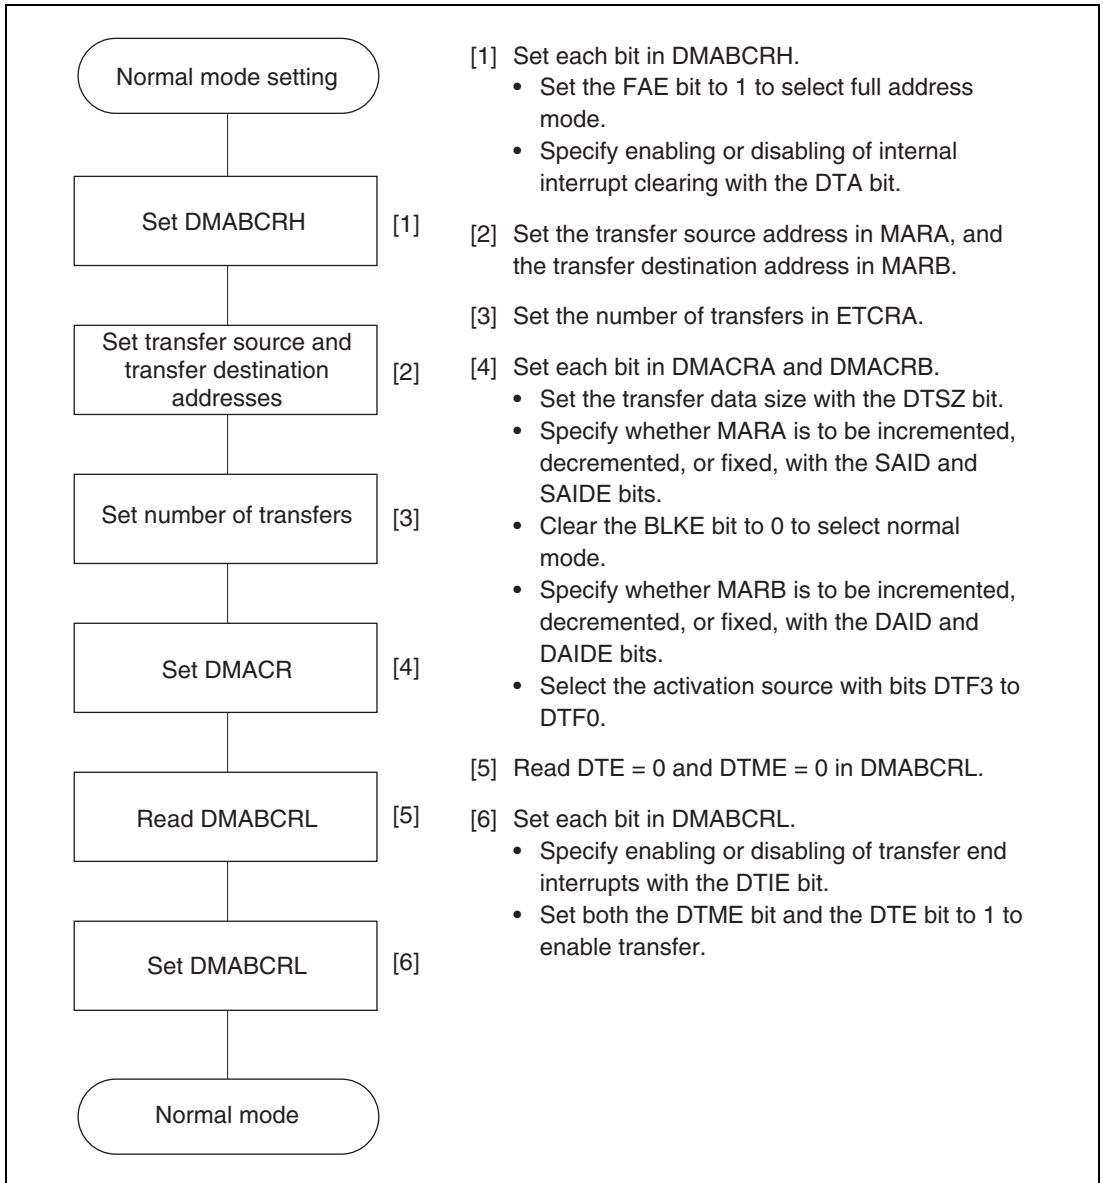 Normal mode setting
Set DMABCRH
[1]
Set transfer source and
transfer destination
addresses
[2]
Set number of transfers
[3]
Set DMACR
[4]
Read DMABCRL
[5]
Set DMABCRL
[6]
Normal mode
[1] Set each bit in DMABCRH.
• Set the FAE bit to 1 to select full address
mode.
• Specify enabling or disabling of internal
interrupt clearing with the DTA bit.
[2] Set the transfer source address in MARA, and
the transfer destination address in MARB.
[3] Set the number of transfers in ETCRA.
[4] Set each bit in DMACRA and DMACRB.
• Set the transfer data size with the DTSZ bit.
• Specify whether MARA is to be incremented,
decremented, or fixed, with the SAID and
SAIDE bits.
• Clear the BLKE bit to 0 to select normal
mode.
• Specify whether MARB is to be incremented,
decremented, or fixed, with the DAID and
DAIDE bits.
• Select the activation source with bits DTF3 to
DTF0.
[5] Read DTE = 0 and DTME = 0 in DMABCRL.
[6] Set each bit in DMABCRL.
• Specify enabling or disabling of transfer end
interrupts with the DTIE bit.
• Set both the DTME bit and the DTE bit to 1 to
enable transfer.